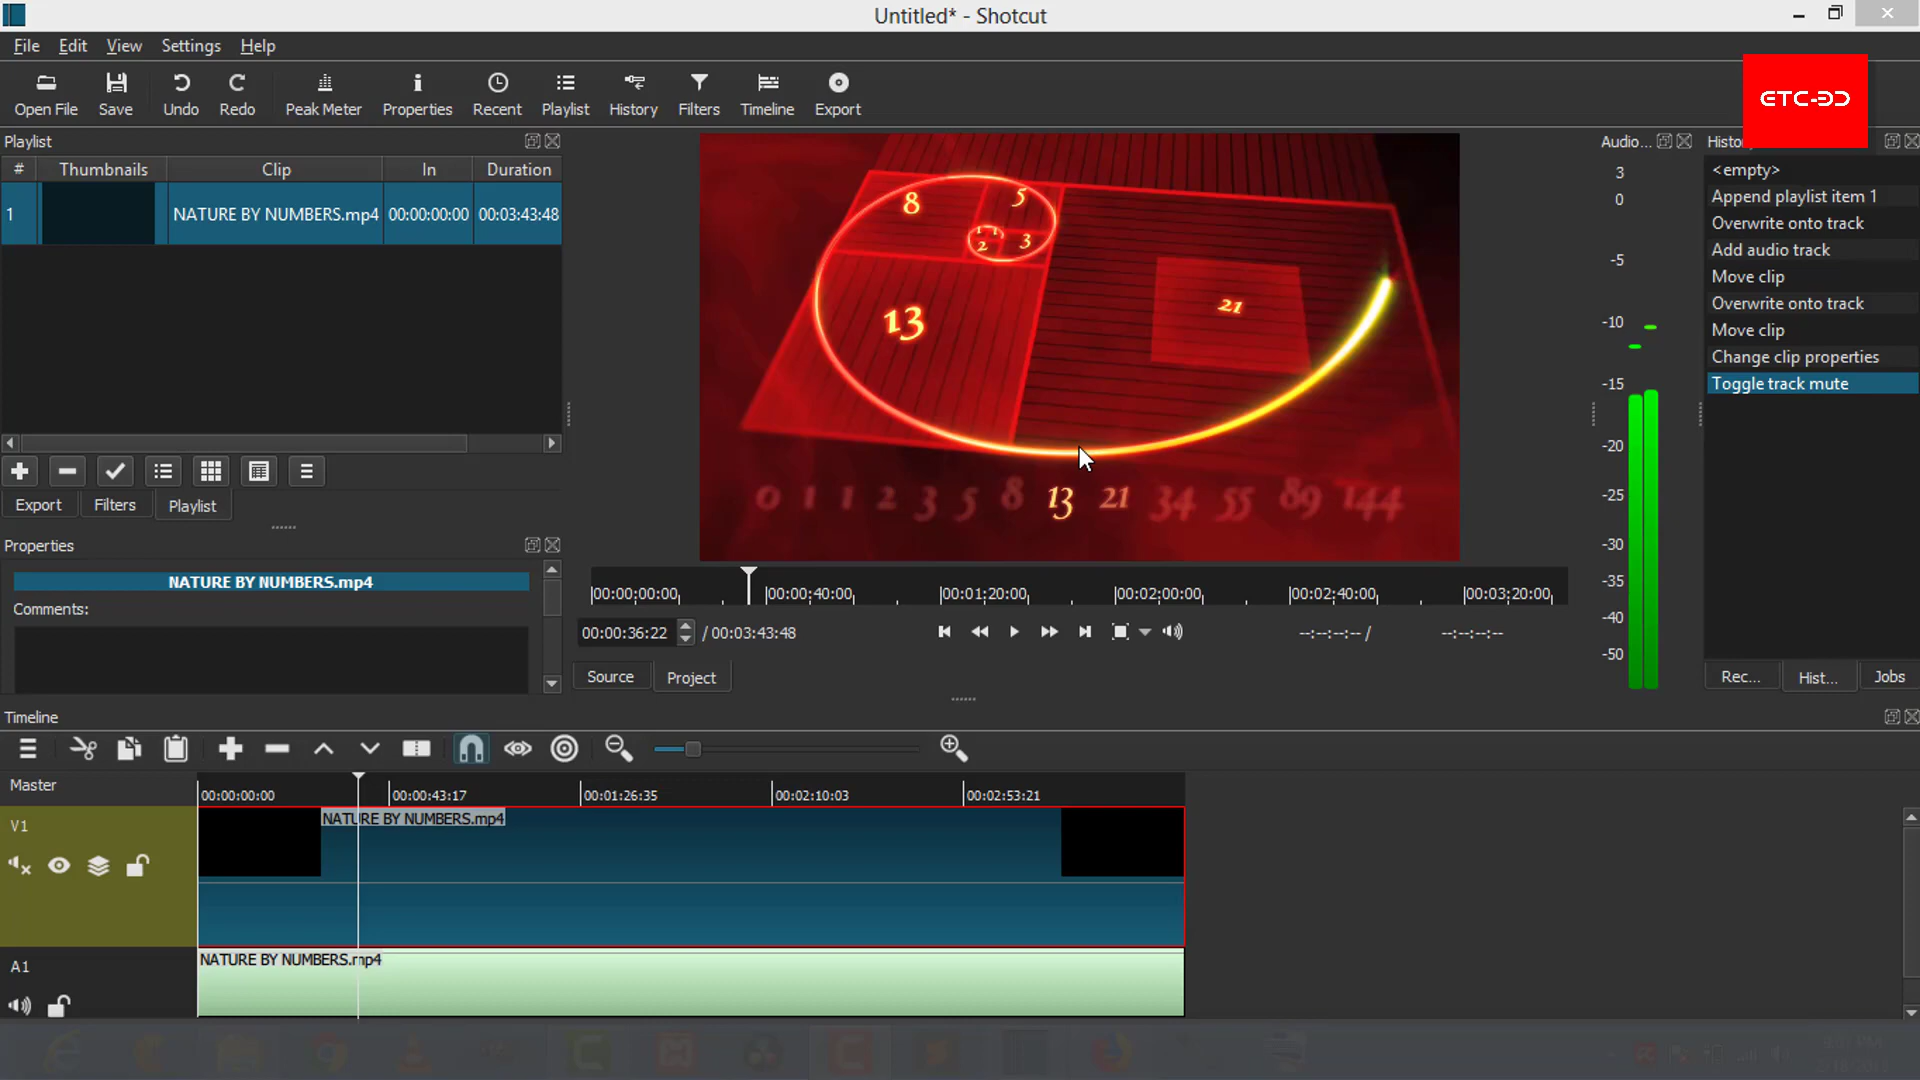 Untitled* - Shotcut
File Edit View Settings Help
Open File Save Undo Redo Peak Meter Properties Recent Playlist History Filters Timeline Export
ETC-3D
Playlist
# Thumbnails Clip In Duration
1 NATURE BY NUMBERS.mp4 00:00:00:00 00:03:43:48
Export Filters Playlist
Properties
NATURE BY NUMBERS.mp4
Comments:
8 5
1 1
2 3
13 21
0 1 1 2 3 5 8 13 21 34 55 89 144
00:00:00:00 00:00:40:00 00:01:20:00 00:02:00:00 00:02:40:00 00:03:20:00
00:00:36:22 / 00:03:43:48 --:--:--:-- / --:--:--:--
Source Project
Audio...
3
0
-5
-10
-15
-20
-25
-30
-35
-40
-50
<empty>
Append playlist item 1
Overwrite onto track
Add audio track
Move clip
Overwrite onto track
Move clip
Change clip properties
Toggle track mute
Rec... Hist... Jobs
Timeline
Master
00:00:00:00 00:00:43:17 00:01:26:35 00:02:10:03 00:02:53:21
V1
NATURE BY NUMBERS.mp4
A1
NATURE BY NUMBERS.mp4